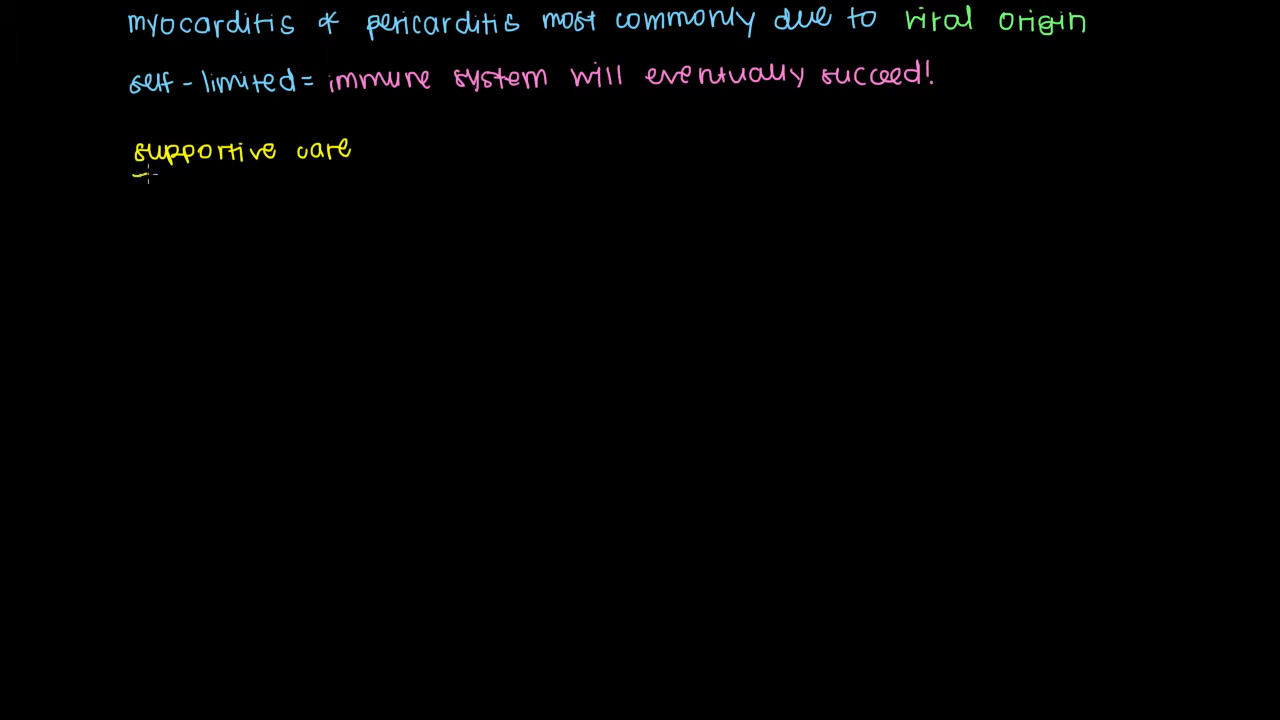 myocarditis & pericarditis most commonly due to viral origin
self-limited = immune system will eventually succeed!
supportive care